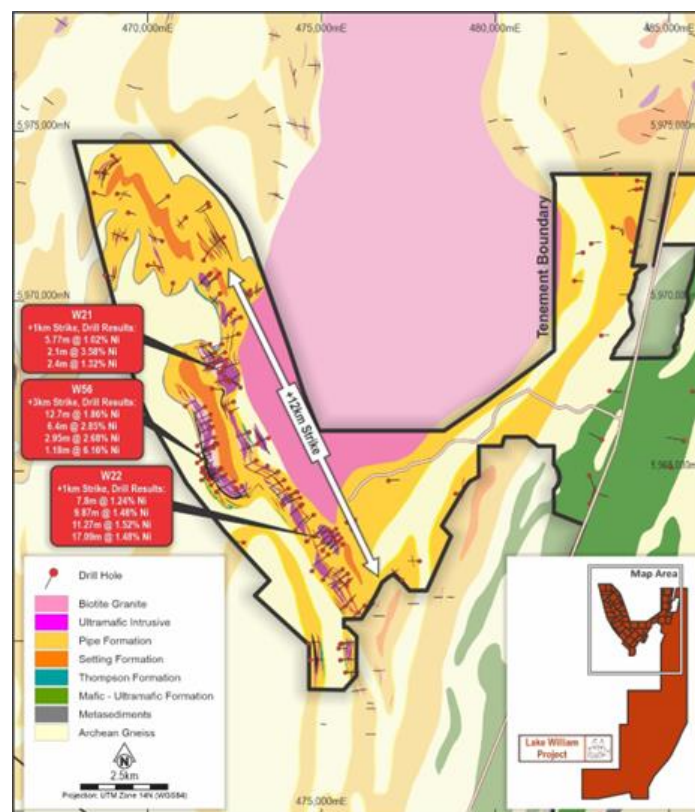 470,000mE
475,000mE
480,000mE
485,000mE
5,975,000mN
5,975,000mN
5,970,000mN
5,970,000mN
Tenement Boundary
W21
+1km Strike, Drill Results:
5.77m @ 1.02% Ni
2.1m @ 3.58% Ni
2.4m @ 1.32% Ni
+12km Strike
W56
+3km Strike, Drill Results:
12.7m @ 1.86% Ni
6.4m @ 2.85% Ni
2.95m @ 2.68% Ni
1.18m @ 6.16% Ni
W22
+1km Strike, Drill Results:
7.8m @ 1.24% Ni
9.87m @ 1.48% Ni
11.27m @ 1.52% Ni
17.09m @ 1.48% Ni
Drill Hole
Biotite Granite
Ultramafic Intrusive
Pipe Formation
Setting Formation
Thompson Formation
Mafic - Ultramafic Formation
Metasediments
Archean Gneiss
N
2.5km
Projection: UTM Zone 14N (WGS84)
Map Area
Lake William
Project
475,000mE